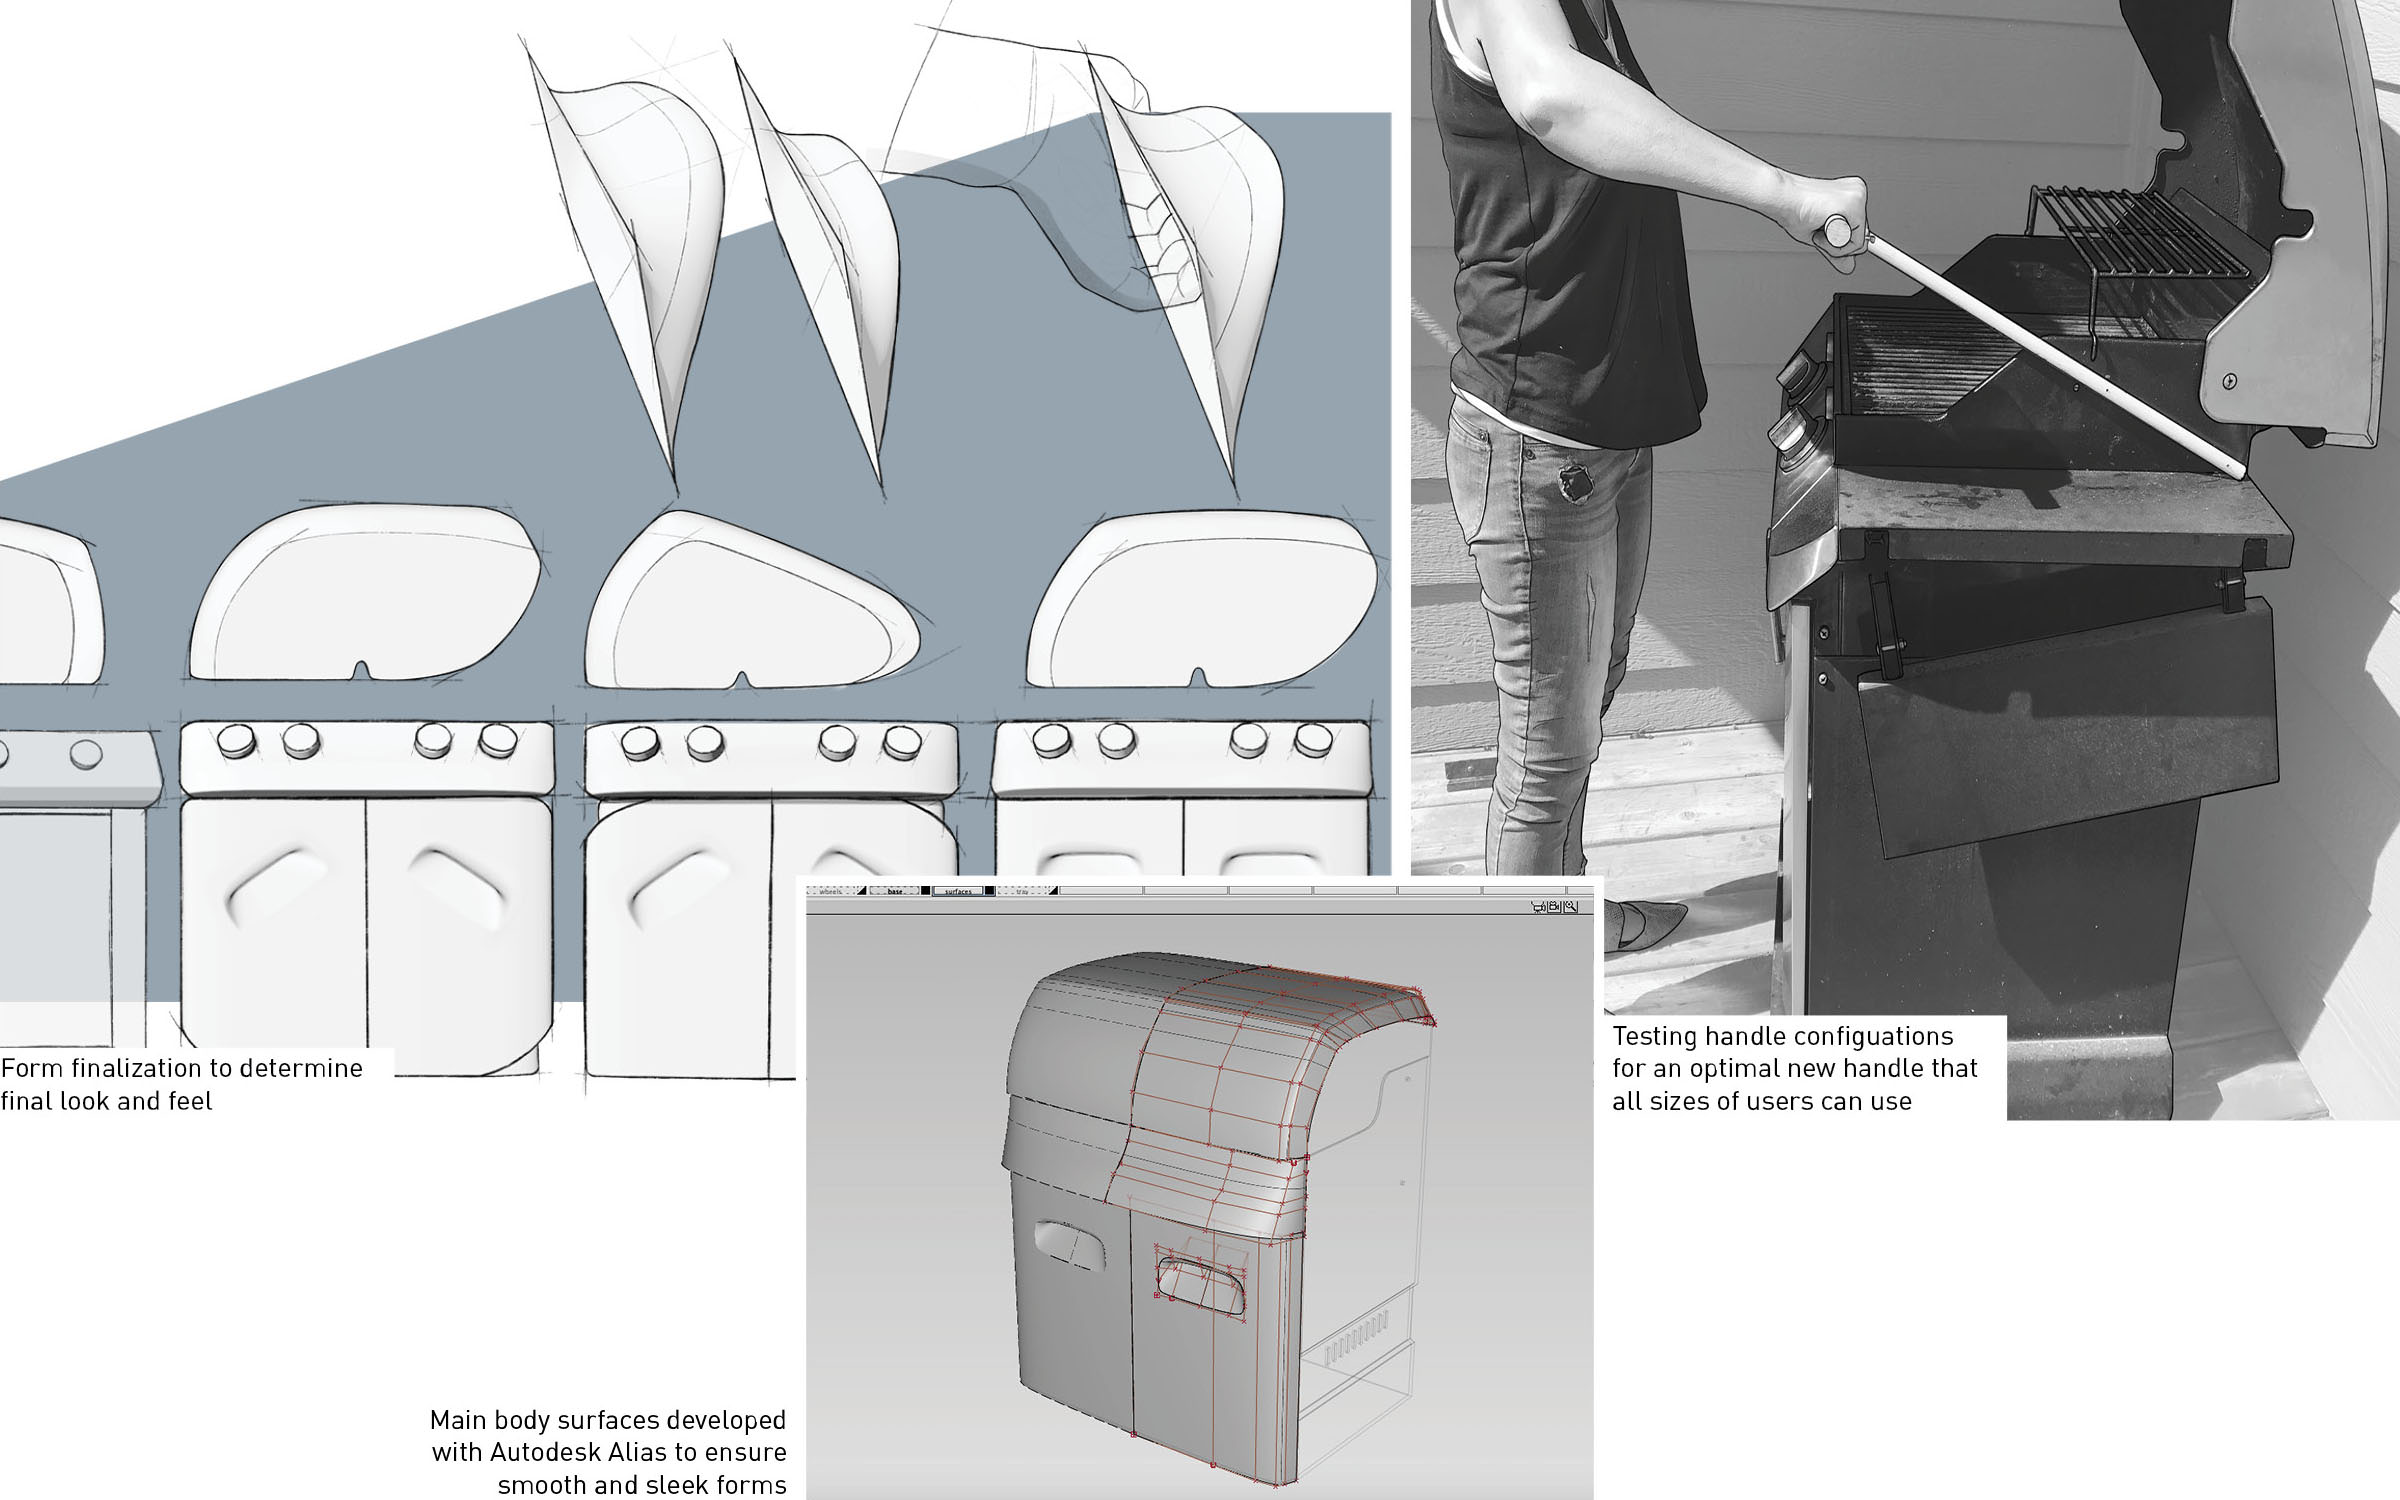 wheels base surfaces tray
Testing handle configuations
for an optimal new handle that
all sizes of users can use
Form finalization to determine
final look and feel
Main body surfaces developed
with Autodesk Alias to ensure
smooth and sleek forms